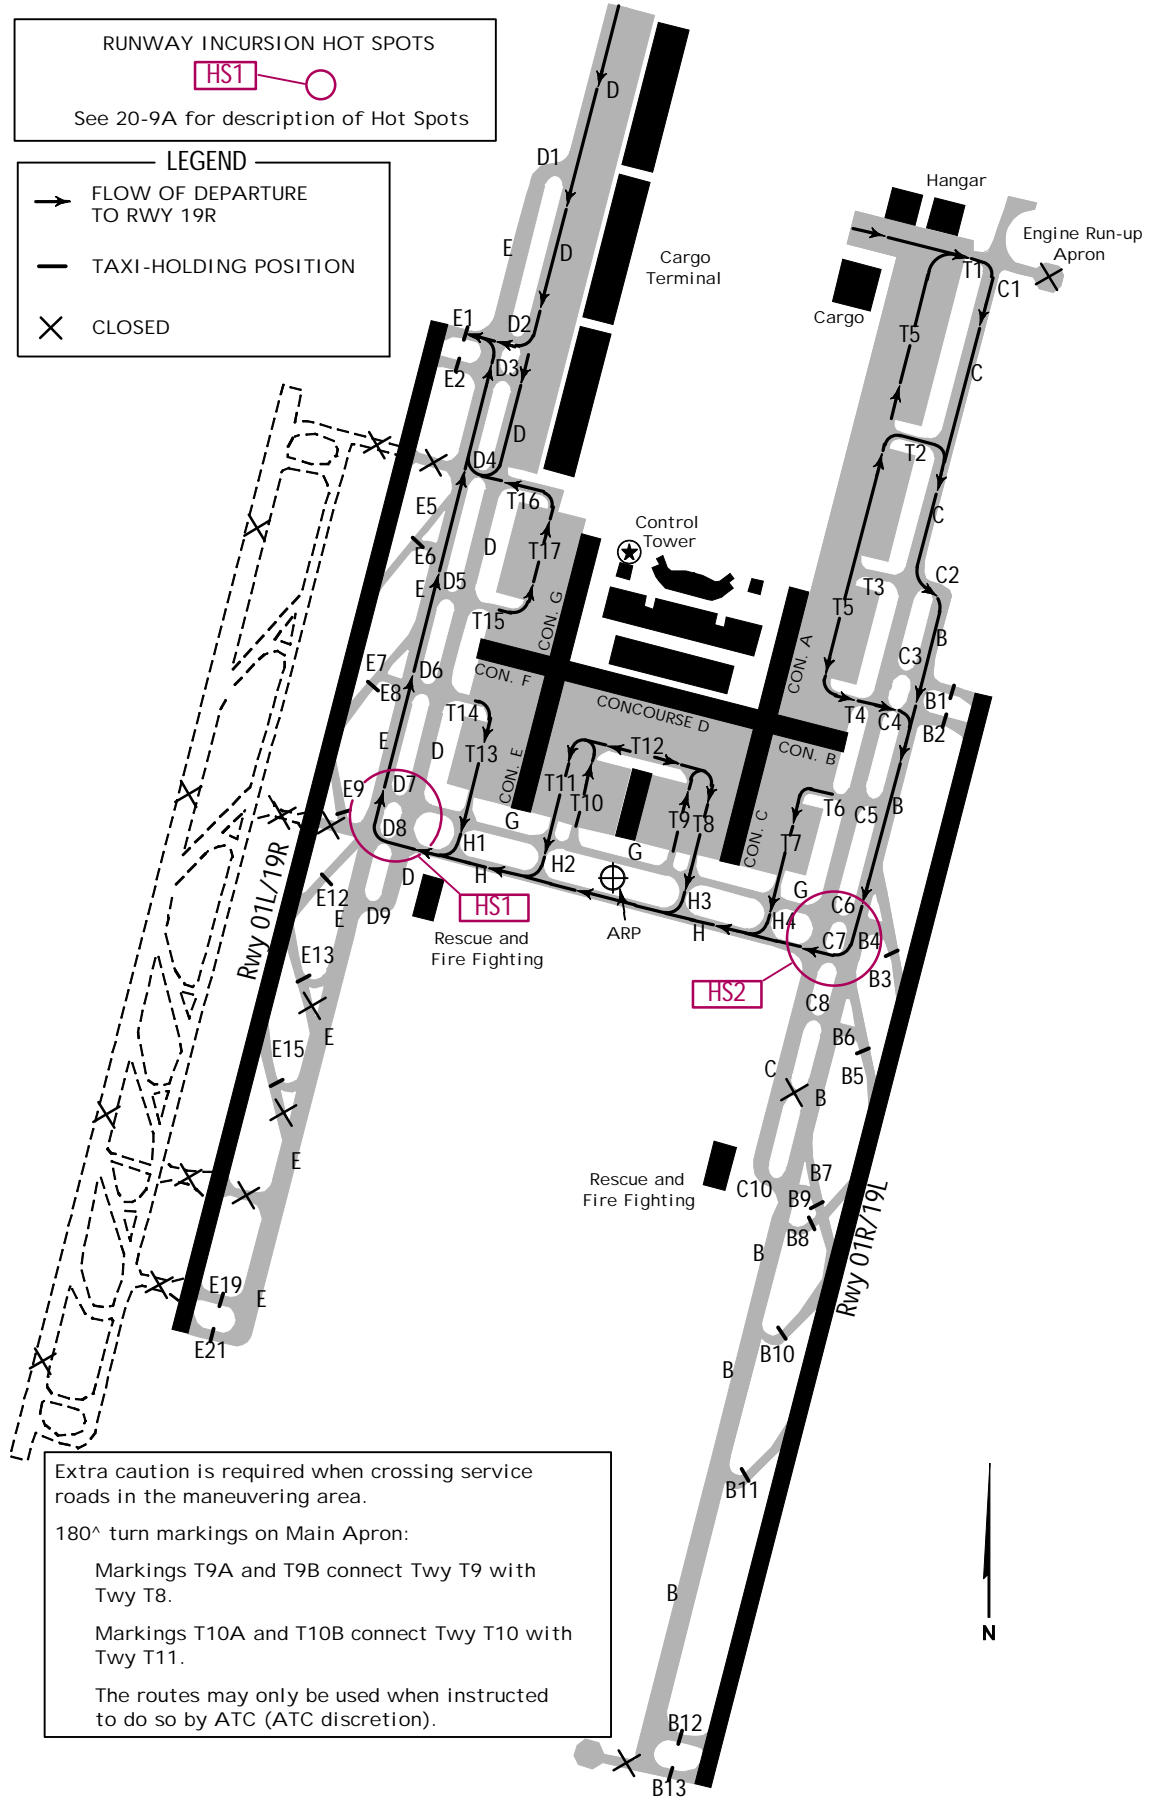 RUNWAY INCURSION HOT SPOTS
HS1
See 20-9A for description of Hot Spots
LEGEND
FLOW OF DEPARTURE
TO RWY 19R
TAXI-HOLDING POSITION
CLOSED
D
D1
Hangar
Engine Run-up
Apron
E
D
Cargo
Terminal
T1
C1
Cargo
E1
D2
T5
E2
D3
C
D
T2
D4
E5
T16
C
Control
Tower
D
T17
E6
E
D5
C2
T3
T15
CON. G
T5
B
CON. A
C3
E7
D6
CON. F
E8
B1
T14
CONCOURSE D
T4
C4
B2
E
D
T13
T12
CON. B
CON. E
T11
E9
D7
T10
T6
B
C5
D8
G
T9
T8
CON. C
T7
H1
G
H2
Rwy 01L/19R
D
H
G
E12
H3
C6
HS1
E
D9
ARP
H
H4
C7
B4
Rescue and
Fire Fighting
E13
B3
HS2
C8
E
B6
E15
C
B5
B
E
Rescue and
Fire Fighting
B7
C10
B9
B8
Rwy 01R/19L
B
E19
E
E21
B10
B
B11
Extra caution is required when crossing service
roads in the maneuvering area.
180^ turn markings on Main Apron:
Markings T9A and T9B connect Twy T9 with
Twy T8.
Markings T10A and T10B connect Twy T10 with
Twy T11.
The routes may only be used when instructed
to do so by ATC (ATC discretion).
B
N
B12
B13